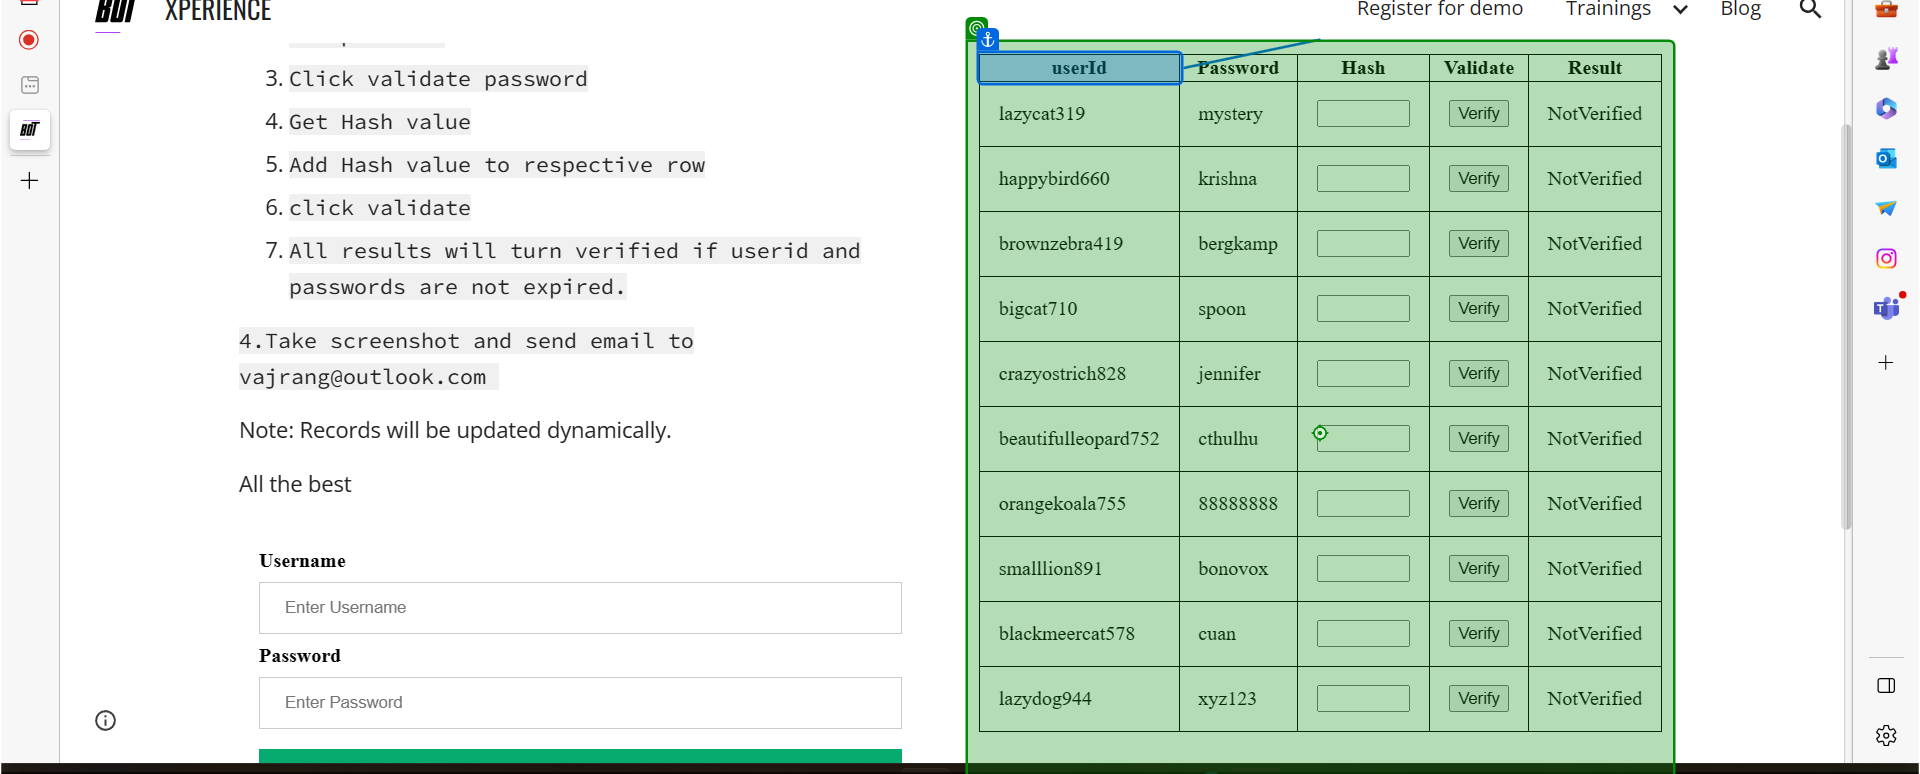 BOT XPERIENCE
Register for demo Trainings Blog
3. Click validate password
4. Get Hash value
5. Add Hash value to respective row
6. click validate
7. All results will turn verified if userid and
passwords are not expired.
4.Take screenshot and send email to
vajrang@outlook.com
Note: Records will be updated dynamically.
All the best
Username
Enter Username
Password
Enter Password
userId Password Hash Validate Result
lazycat319 mystery Verify NotVerified
happybird660 krishna Verify NotVerified
brownzebra419 bergkamp Verify NotVerified
bigcat710 spoon Verify NotVerified
crazyostrich828 jennifer Verify NotVerified
beautifulleopard752 cthulhu Verify NotVerified
orangekoala755 88888888 Verify NotVerified
smalllion891 bonovox Verify NotVerified
blackmeercat578 cuan Verify NotVerified
lazydog944 xyz123 Verify NotVerified
BOT